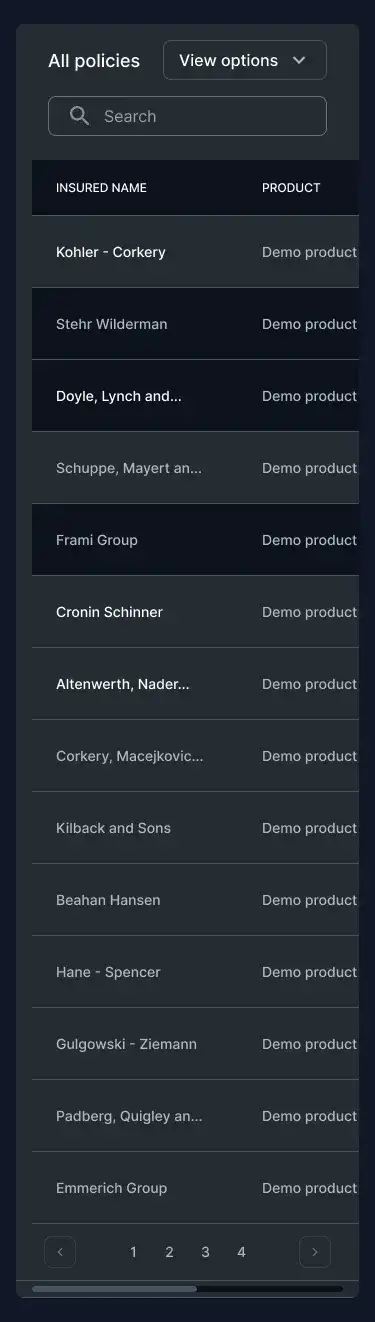 All policies View options
Search
INSURED NAME PRODUCT
Kohler - Corkery Demo product
Stehr Wilderman Demo product
Doyle, Lynch and... Demo product
Schuppe, Mayert an... Demo product
Frami Group Demo product
Cronin Schinner Demo product
Altenwerth, Nader... Demo product
Corkery, Macejkovic... Demo product
Kilback and Sons Demo product
Beahan Hansen Demo product
Hane - Spencer Demo product
Gulgowski - Ziemann Demo product
Padberg, Quigley an... Demo product
Emmerich Group Demo product
1 2 3 4